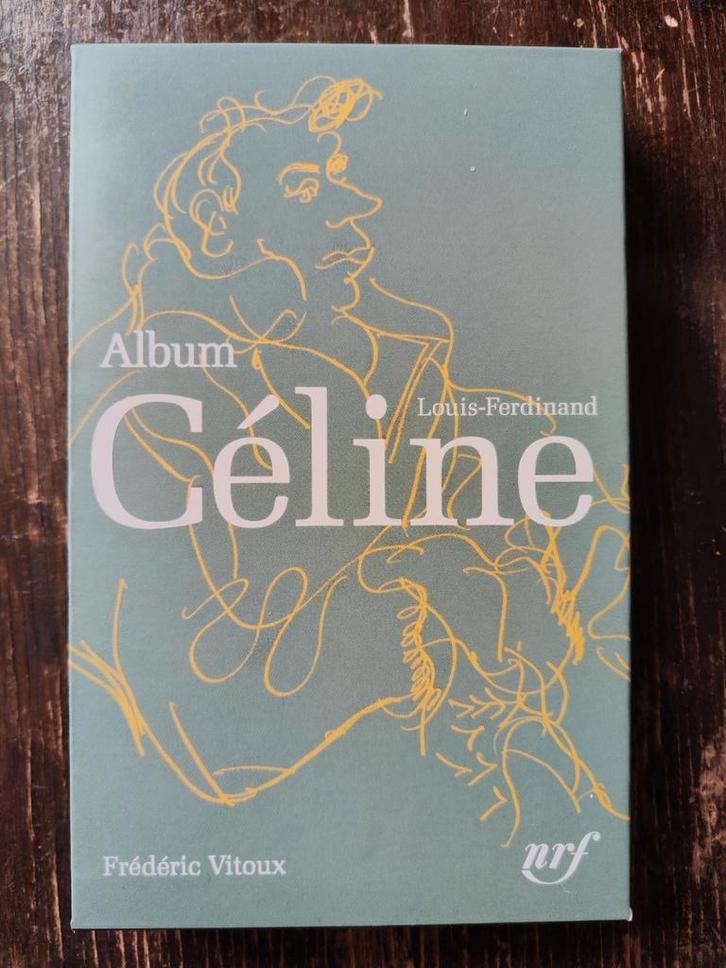 Album
Louis-Ferdinand
Céline
Frédéric Vitoux
nrf